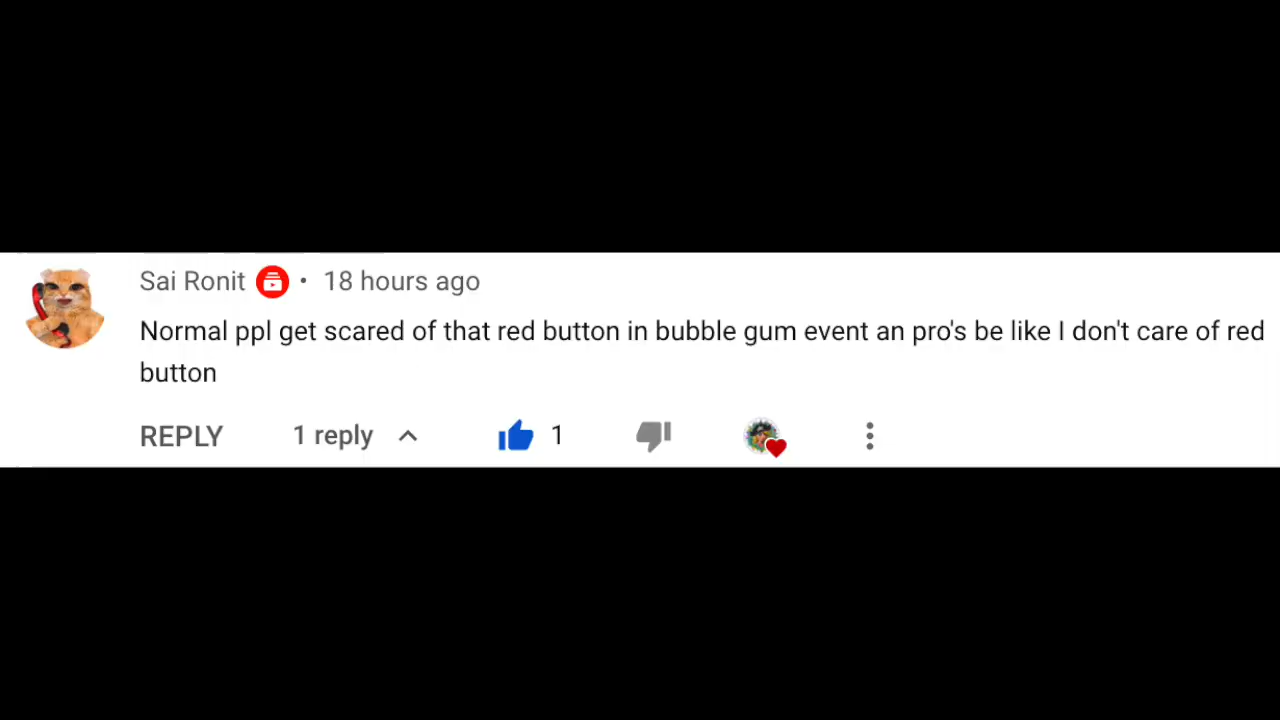 Sai Ronit • 18 hours ago
Normal ppl get scared of that red button in bubble gum event an pro's be like I don't care of red
button
REPLY 1 reply 1